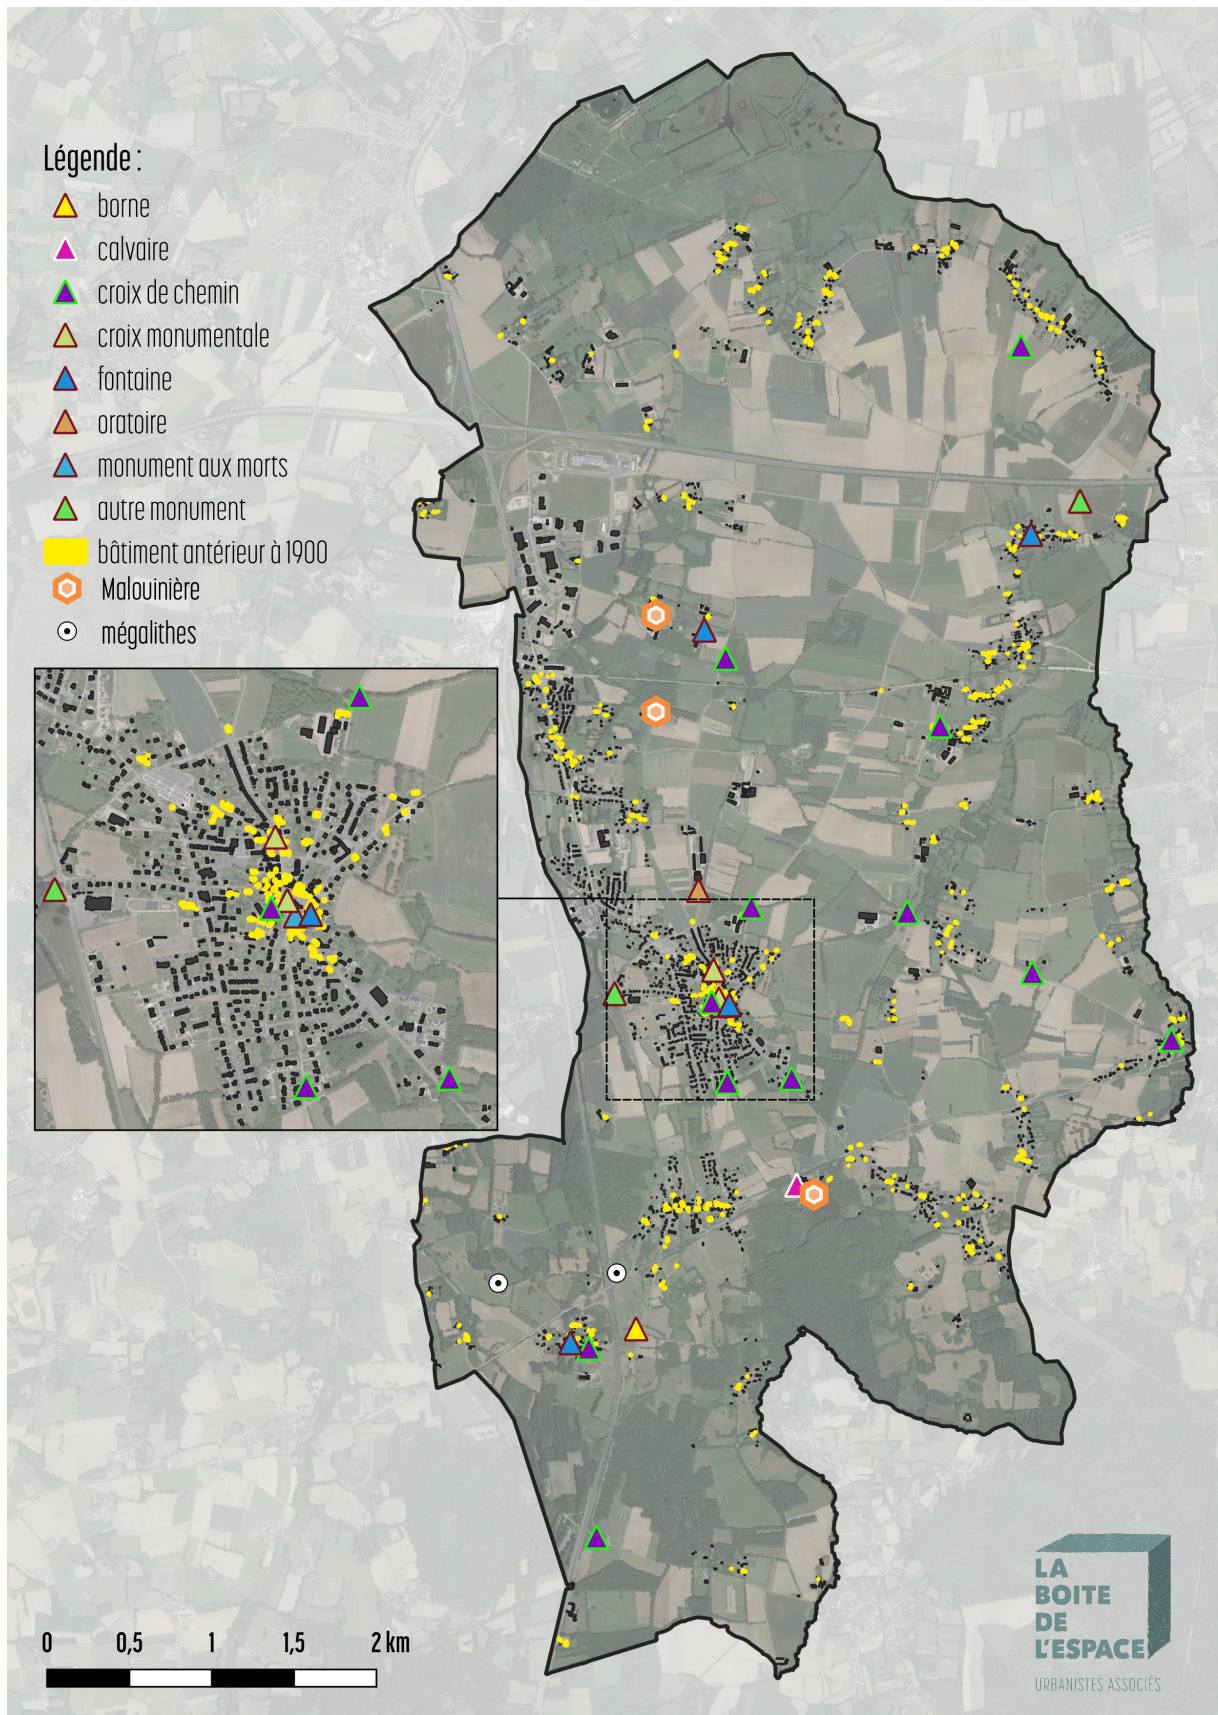 Légende :
borne
calvaire
croix de chemin
croix monumentale
fontaine
oratoire
monument aux morts
autre monument
bâtiment antérieur à 1900
Malouinière
mégalithes
0 0,5 1 1,5 2 km
LA
BOITE
DE
L'ESPACE
URBANISTES ASSOCIÉS